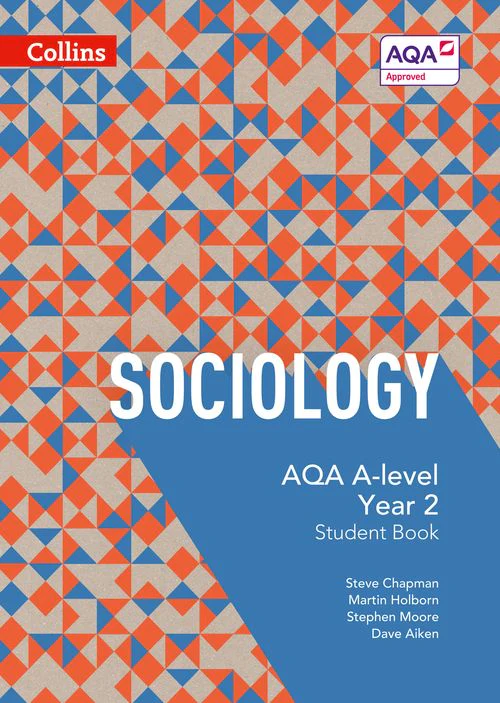 Collins
AQA
Approved
SOCIOLOGY
AQA A-level
Year 2
Student Book
Steve Chapman
Martin Holborn
Stephen Moore
Dave Aiken